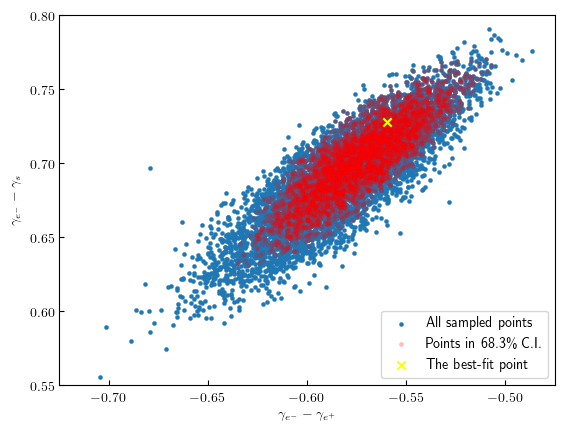 0.80
0.75
0.70
0.65
0.60
0.55
γe− − γs
All sampled points
Points in 68.3% C.I.
The best-fit point
−0.70 −0.65 −0.60 −0.55 −0.50
γe− − γe+